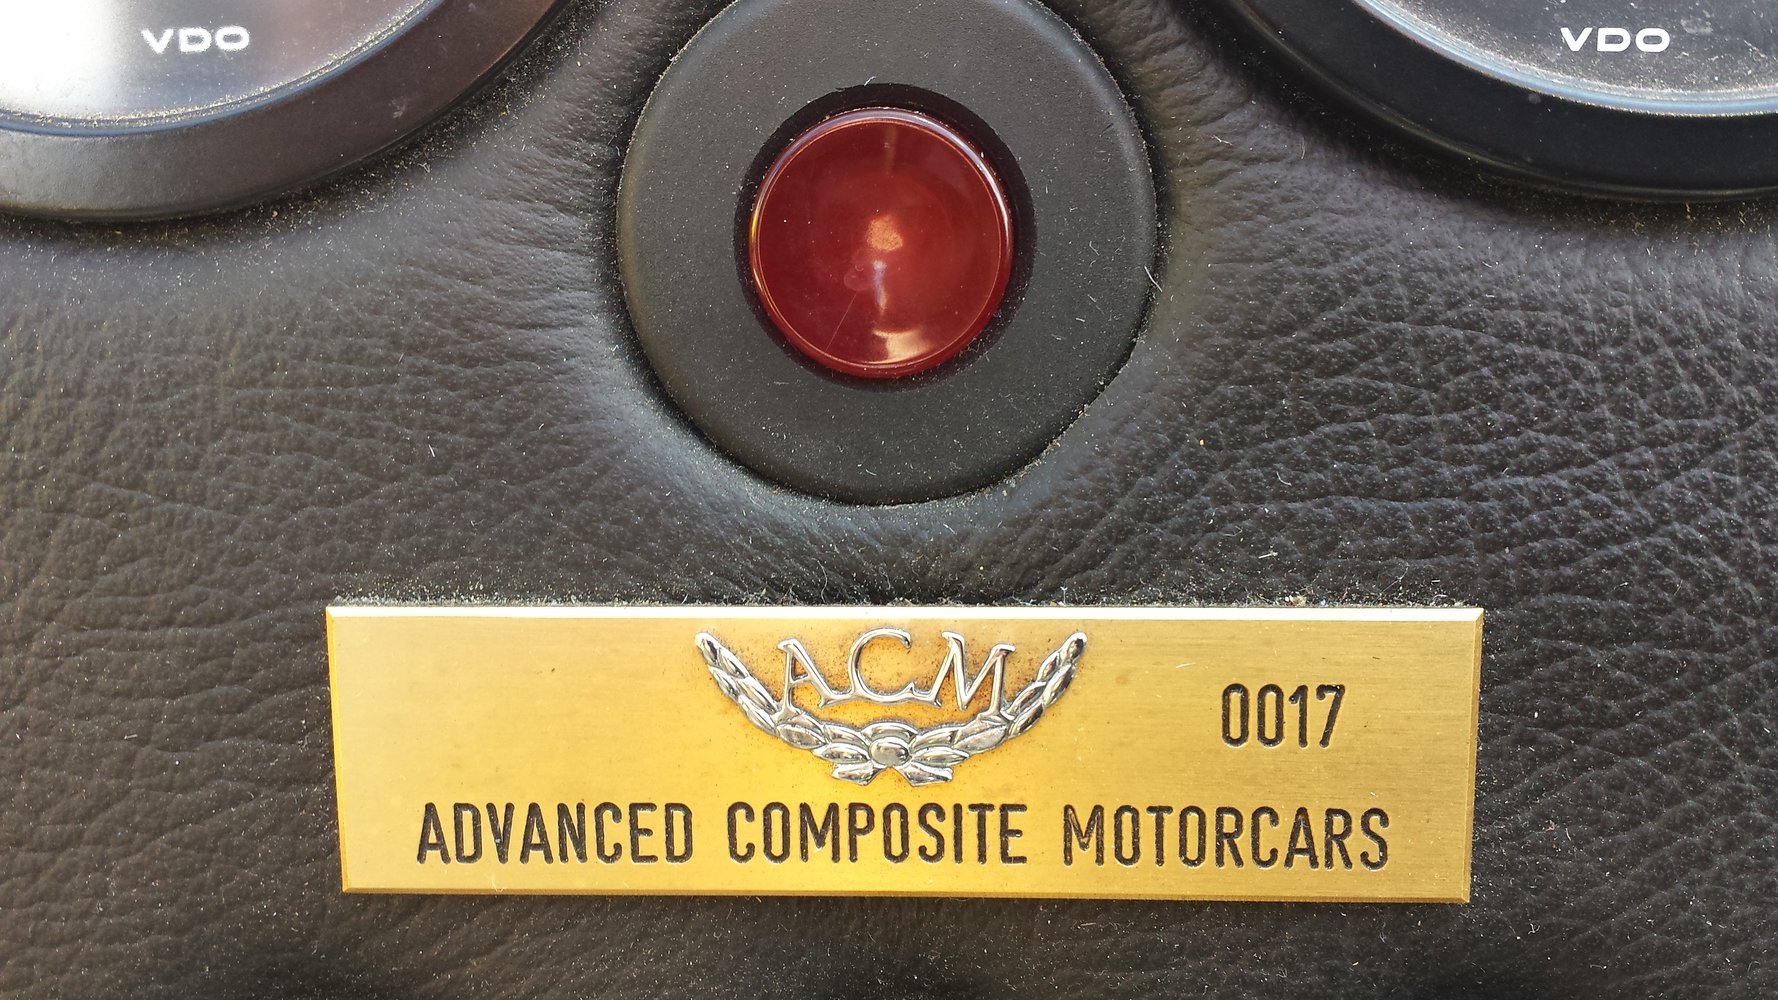 VDO
VDO
ACM
0017
ADVANCED COMPOSITE MOTORCARS